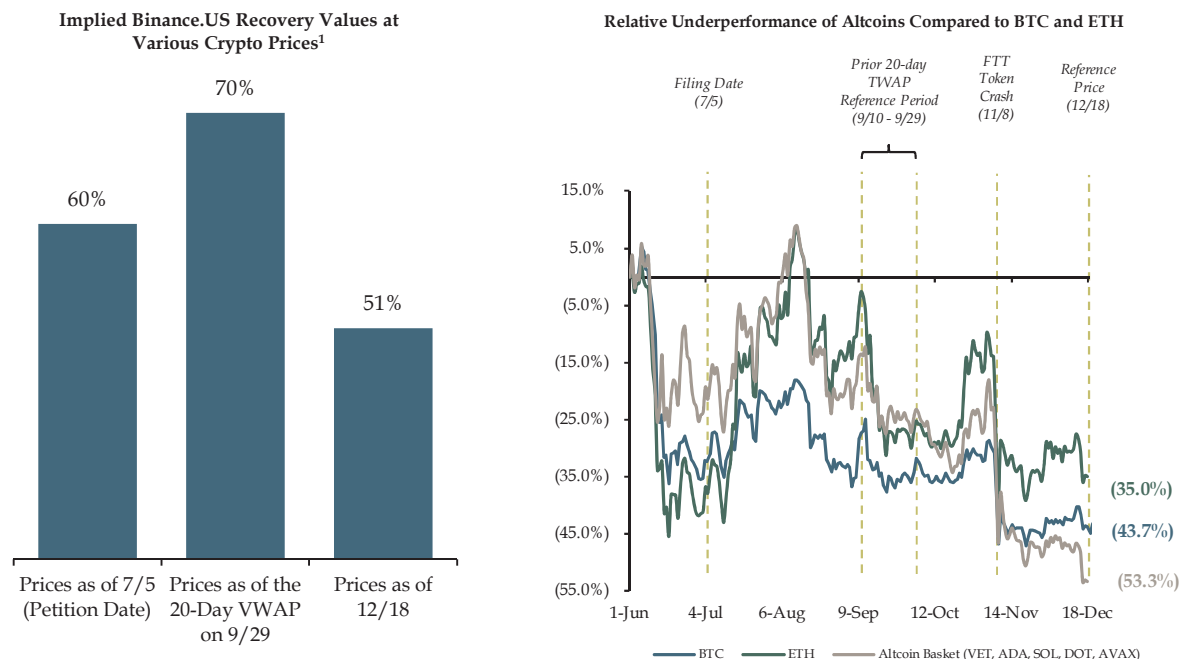 Implied Binance.US Recovery Values at
Various Crypto Prices¹
70%
60%
51%
Prices as of 7/5
(Petition Date)
Prices as of the
20-Day VWAP
on 9/29
Prices as of
12/18
Relative Underperformance of Altcoins Compared to BTC and ETH
Filing Date
(7/5)
Prior 20-day
TWAP
Reference Period
(9/10 - 9/29)
FTT
Token
Crash
(11/8)
Reference
Price
(12/18)
15.0%
5.0%
(5.0%)
(15.0%)
(25.0%)
(35.0%)
(45.0%)
(55.0%)
(35.0%)
(43.7%)
(53.3%)
1-Jun
4-Jul
6-Aug
9-Sep
12-Oct
14-Nov
18-Dec
BTC
ETH
Altcoin Basket (VET, ADA, SOL, DOT, AVAX)